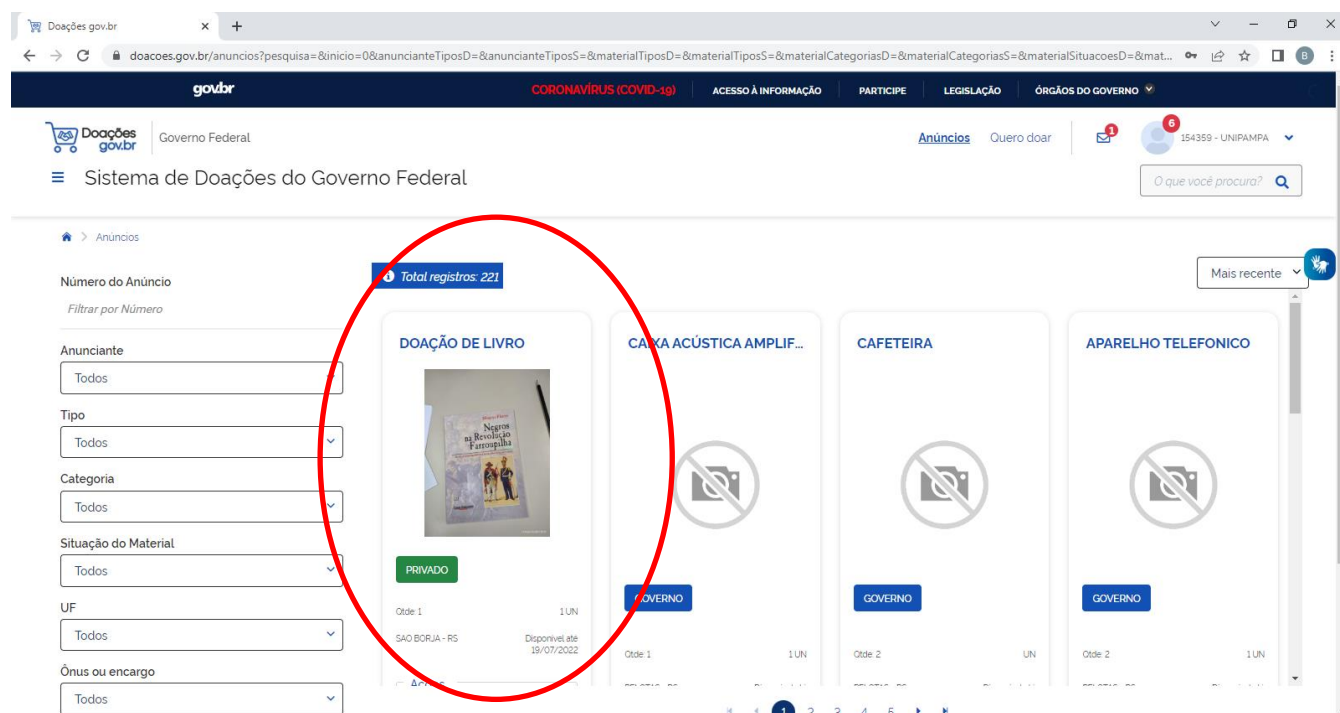 Doações gov.br
doacoes.gov.br/anuncios?pesquisa=&inicio=0&anuncianteTiposD=&anuncianteTiposS=&materialTiposD=&materialTiposS=&materialCategoriasD=&materialCategoriasS=&materialSituacoesD=&mat...
B
gov.br
CORONAVÍRUS (COVID-19)
ACESSO À INFORMAÇÃO
PARTICIPE
LEGISLAÇÃO
ÓRGÃOS DO GOVERNO
Doações
gov.br
Governo Federal
Anúncios
Quero doar
1
6
154359 - UNIPAMPA
Sistema de Doações do Governo Federal
O que você procura?
> Anúncios
Número do Anúncio
Filtrar por Número
Anunciante
Todos
Tipo
Todos
Categoria
Todos
Situação do Material
Todos
UF
Todos
Ônus ou encargo
Todos
Total registros: 221
Mais recente
DOAÇÃO DE LIVRO
Negros
na Revolução
Farroupilha
PRIVADO
Qtde: 1
1 UN
SAO BORJA - RS
Disponível até
19/07/2022
CAIXA ACÚSTICA AMPLIF...
GOVERNO
Qtde: 1
1 UN
CAFETEIRA
GOVERNO
Qtde: 2
UN
APARELHO TELEFONICO
GOVERNO
Qtde: 2
1 UN
1 2 3 4 5